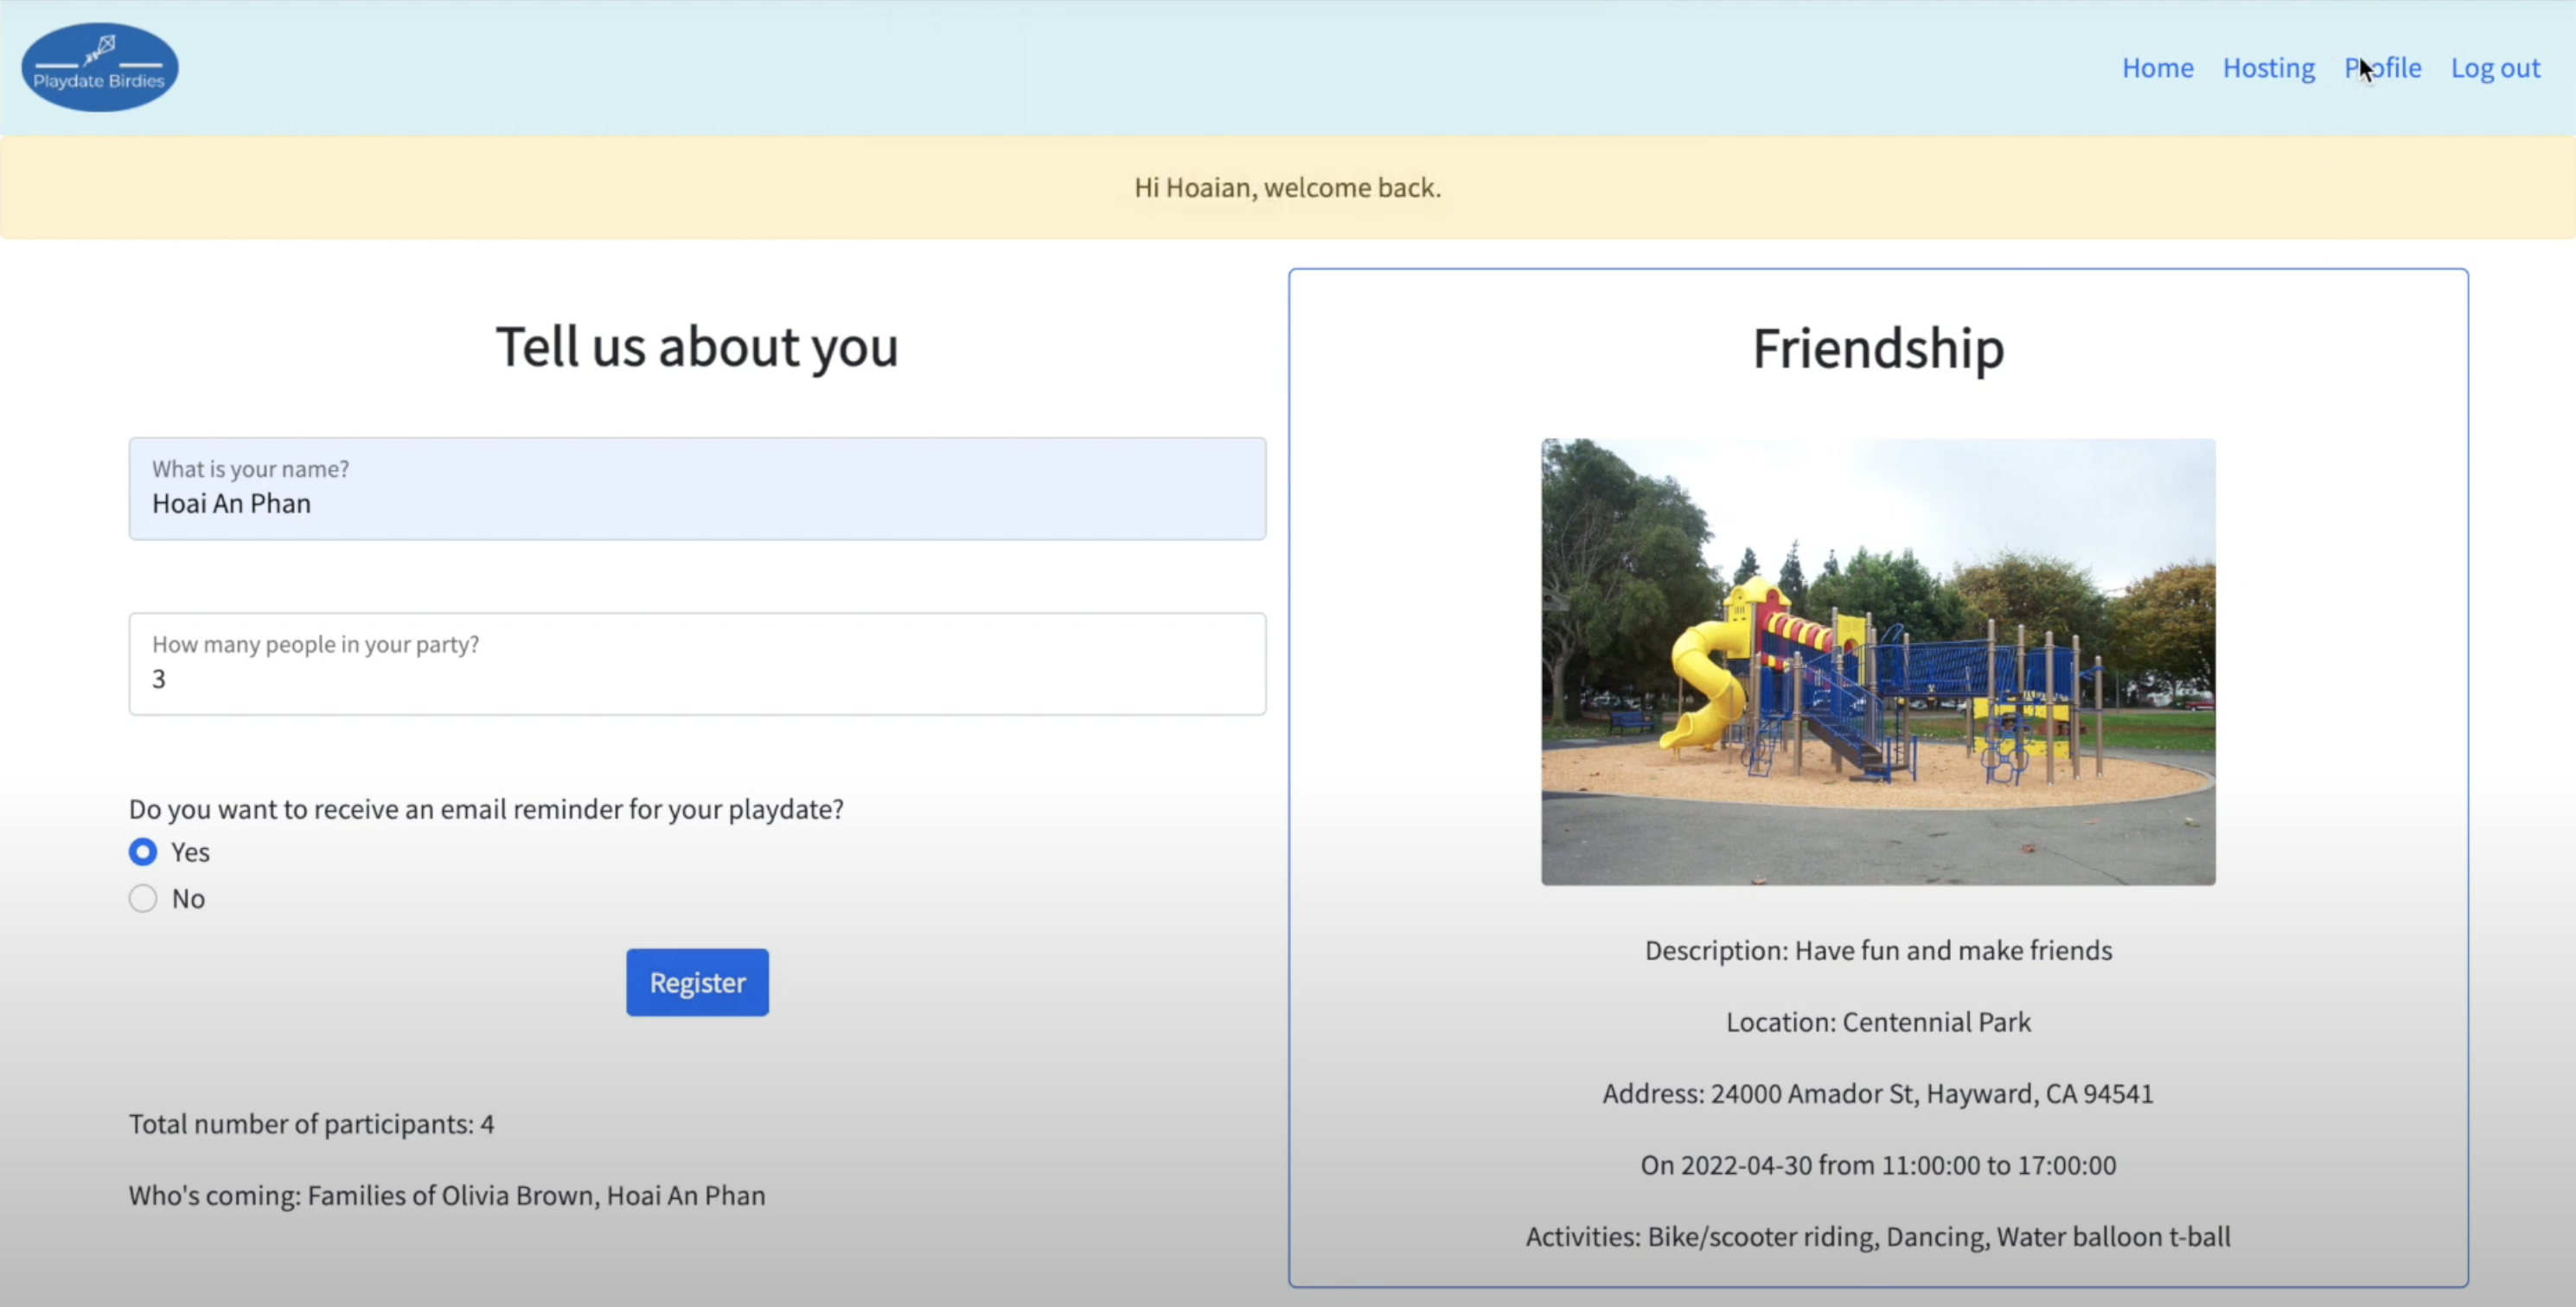 Playdate Birdies
Home Hosting Profile Log out
Hi Hoaian, welcome back.
Tell us about you
What is your name?
Hoai An Phan
How many people in your party?
3
Do you want to receive an email reminder for your playdate?
Yes
No
Register
Total number of participants: 4
Who's coming: Families of Olivia Brown, Hoai An Phan
Friendship
Description: Have fun and make friends
Location: Centennial Park
Address: 24000 Amador St, Hayward, CA 94541
On 2022-04-30 from 11:00:00 to 17:00:00
Activities: Bike/scooter riding, Dancing, Water balloon t-ball